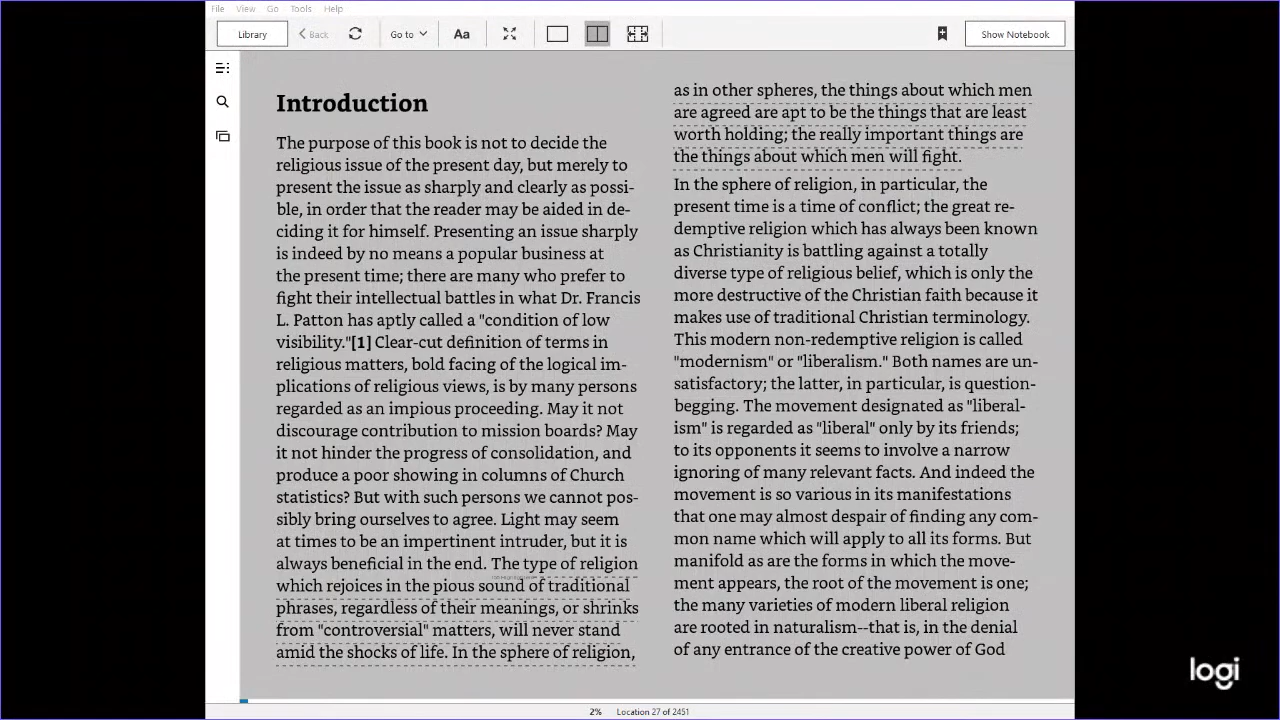 File View Go Tools Help
Library Back Go to Aa Show Notebook
Introduction
The purpose of this book is not to decide the
religious issue of the present day, but merely to
present the issue as sharply and clearly as possi-
ble, in order that the reader may be aided in de-
ciding it for himself. Presenting an issue sharply
is indeed by no means a popular business at
the present time; there are many who prefer to
fight their intellectual battles in what Dr. Francis
L. Patton has aptly called a "condition of low
visibility."[1] Clear-cut definition of terms in
religious matters, bold facing of the logical im-
plications of religious views, is by many persons
regarded as an impious proceeding. May it not
discourage contribution to mission boards? May
it not hinder the progress of consolidation, and
produce a poor showing in columns of Church
statistics? But with such persons we cannot pos-
sibly bring ourselves to agree. Light may seem
at times to be an impertinent intruder, but it is
always beneficial in the end. The type of religion
which rejoices in the pious sound of traditional
phrases, regardless of their meanings, or shrinks
from "controversial" matters, will never stand
amid the shocks of life. In the sphere of religion,
as in other spheres, the things about which men
are agreed are apt to be the things that are least
worth holding; the really important things are
the things about which men will fight.
In the sphere of religion, in particular, the
present time is a time of conflict; the great re-
demptive religion which has always been known
as Christianity is battling against a totally
diverse type of religious belief, which is only the
more destructive of the Christian faith because it
makes use of traditional Christian terminology.
This modern non-redemptive religion is called
"modernism" or "liberalism." Both names are un-
satisfactory; the latter, in particular, is question-
begging. The movement designated as "liberal-
ism" is regarded as "liberal" only by its friends;
to its opponents it seems to involve a narrow
ignoring of many relevant facts. And indeed the
movement is so various in its manifestations
that one may almost despair of finding any com-
mon name which will apply to all its forms. But
manifold as are the forms in which the move-
ment appears, the root of the movement is one;
the many varieties of modern liberal religion
are rooted in naturalism--that is, in the denial
of any entrance of the creative power of God
2% Location 27 of 2451
logi